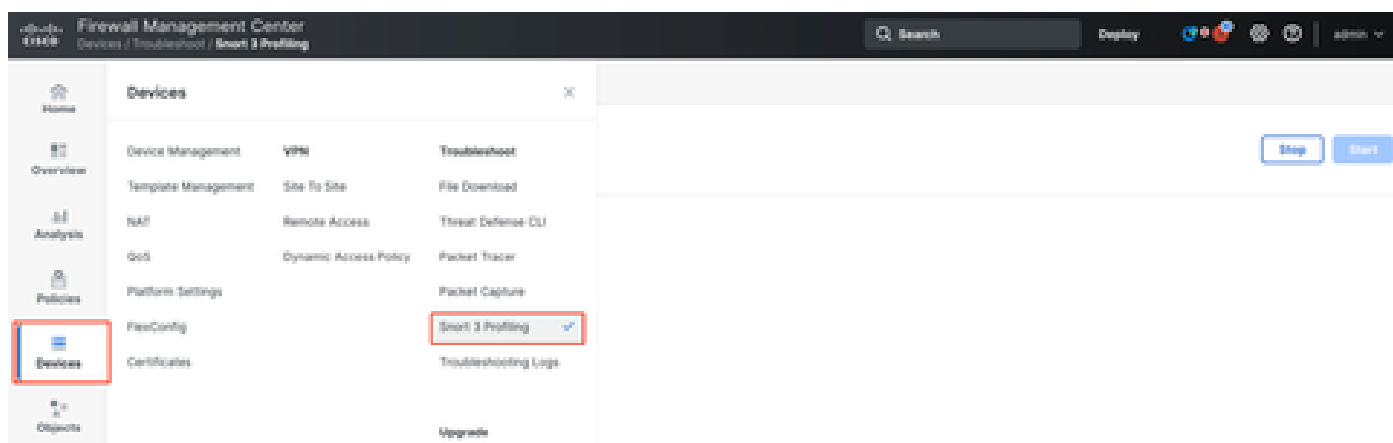 CISCO
Firewall Management Center
Devices / Troubleshoot / Snort 3 Profiling
Search
Deploy
admin
Home
Overview
Analysis
Policies
Devices
Objects
Devices
Device Management
Template Management
NAT
QoS
Platform Settings
FlexConfig
Certificates
VPN
Site To Site
Remote Access
Dynamic Access Policy
Troubleshoot
File Download
Threat Defense CLI
Packet Tracer
Packet Capture
Snort 3 Profiling
Troubleshooting Logs
Upgrade
Stop
Start